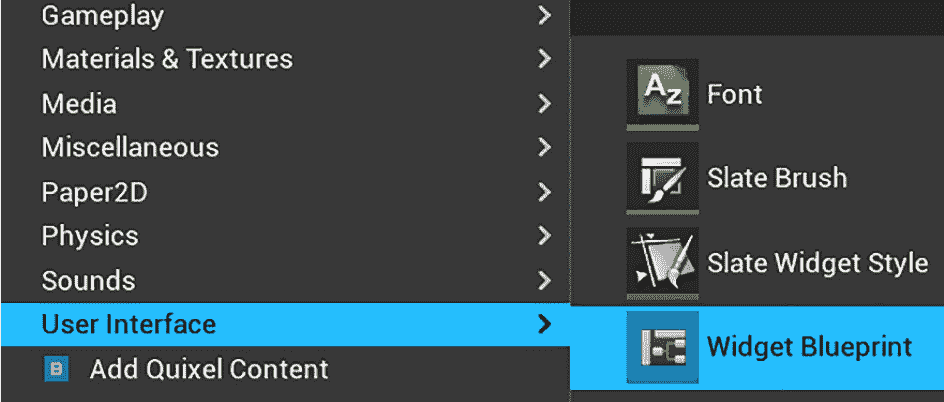 Gameplay
Materials & Textures
Media
Miscellaneous
Paper2D
Physics
Sounds
User Interface
B Add Quixel Content
Az Font
Slate Brush
Slate Widget Style
Widget Blueprint